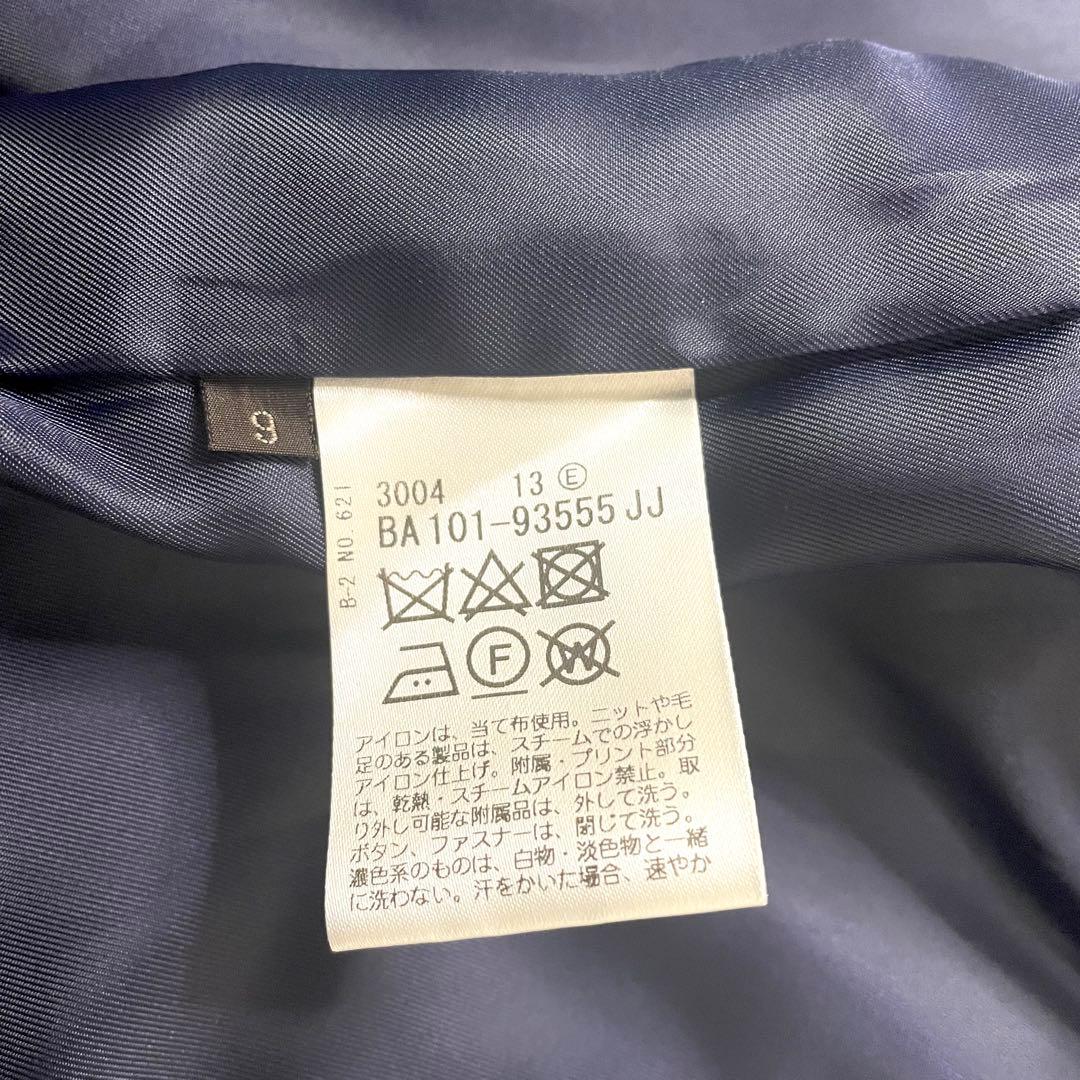 9
B-2 NO.621
3004 13 Ⓔ
BA101-93555JJ
F W
アイロンは、当て布使用。ニットや毛
足のある製品は、スチームでの浮かし
アイロン仕上げ。附属・プリント部分
は、乾熱・スチームアイロン禁止。取
り外し可能な附属品は、外して洗う。
ボタン、ファスナーは、閉じて洗う。
濃色系のものは、白物・淡色物と一緒
に洗わない。汗をかいた場合、速やか